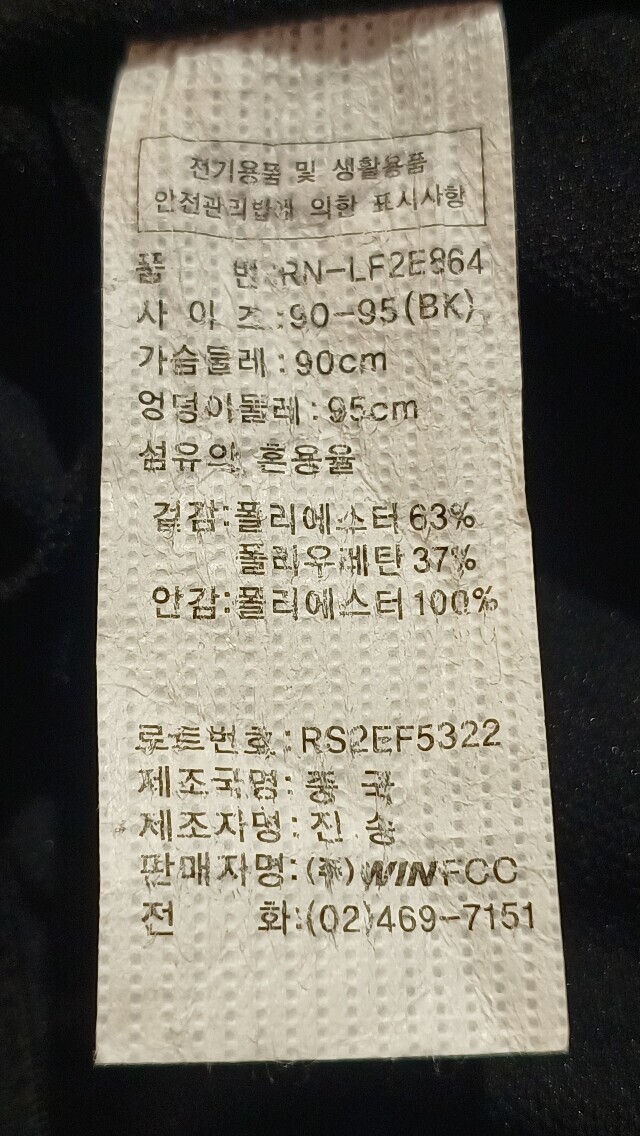 전기용품 및 생활용품
안전관리법에 의한 표시사항
품 번:RN-LF2E864
사 이 즈:90-95(BK)
가슴둘레:90cm
엉덩이둘레:95cm
섬유의 혼용율
겉감:폴리에스터 63%
폴리우레탄 37%
안감:폴리에스터 100%
로트번호:RS2EF5322
제조국명:중 국
제조자명:진 송
판매자명:(주)WINFCC
전 화:(02)469-7151